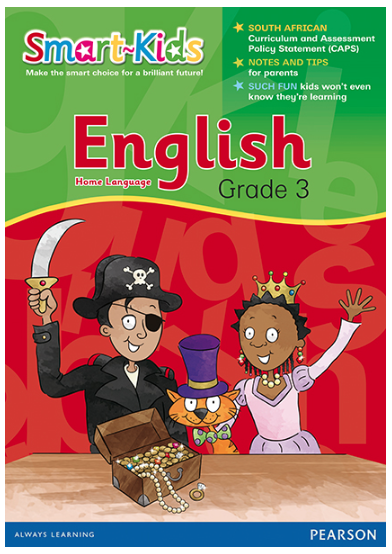 Smart~Kids
Make the smart choice for a brilliant future!
SOUTH AFRICAN
Curriculum and Assessment
Policy Statement (CAPS)
NOTES AND TIPS
for parents
SUCH FUN kids won't even
know they're learning
English
Home Language
Grade 3
ALWAYS LEARNING
PEARSON